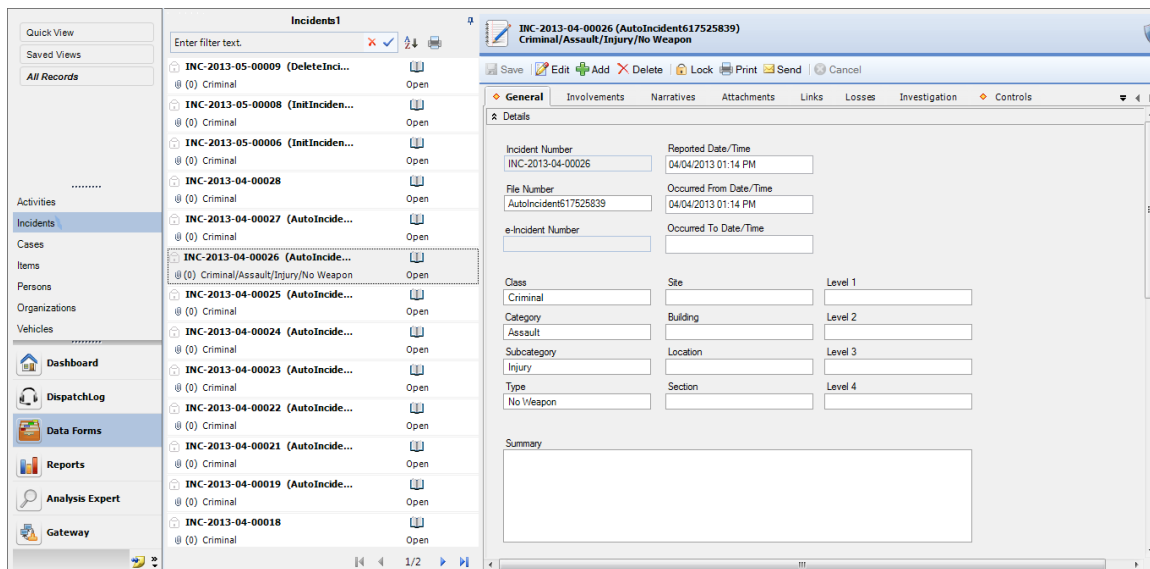 Quick View
Saved Views
All Records
Activities
Incidents
Cases
Items
Persons
Organizations
Vehicles
Dashboard
DispatchLog
Data Forms
Reports
Analysis Expert
Gateway
Incidents1
Enter filter text.
INC-2013-05-00009 (DeleteInci...
(0) Criminal Open
INC-2013-05-00008 (InitInciden...
(0) Criminal Open
INC-2013-05-00006 (InitInciden...
(0) Criminal Open
INC-2013-04-00028
(0) Criminal Open
INC-2013-04-00027 (AutoIncide...
(0) Criminal Open
INC-2013-04-00026 (AutoIncide...
(0) Criminal/Assault/Injury/No Weapon Open
INC-2013-04-00025 (AutoIncide...
(0) Criminal Open
INC-2013-04-00024 (AutoIncide...
(0) Criminal Open
INC-2013-04-00023 (AutoIncide...
(0) Criminal Open
INC-2013-04-00022 (AutoIncide...
(0) Criminal Open
INC-2013-04-00021 (AutoIncide...
(0) Criminal Open
INC-2013-04-00019 (AutoIncide...
(0) Criminal Open
INC-2013-04-00018
(0) Criminal Open
1/2
INC-2013-04-00026 (AutoIncident617525839)
Criminal/Assault/Injury/No Weapon
Save Edit Add Delete Lock Print Send Cancel
General Involvements Narratives Attachments Links Losses Investigation Controls
Details
Incident Number Reported Date/Time
INC-2013-04-00026 04/04/2013 01:14 PM
File Number Occurred From Date/Time
AutoIncident617525839 04/04/2013 01:14 PM
e-Incident Number Occurred To Date/Time
Class Site Level 1
Criminal
Category Building Level 2
Assault
Subcategory Location Level 3
Injury
Type Section Level 4
No Weapon
Summary